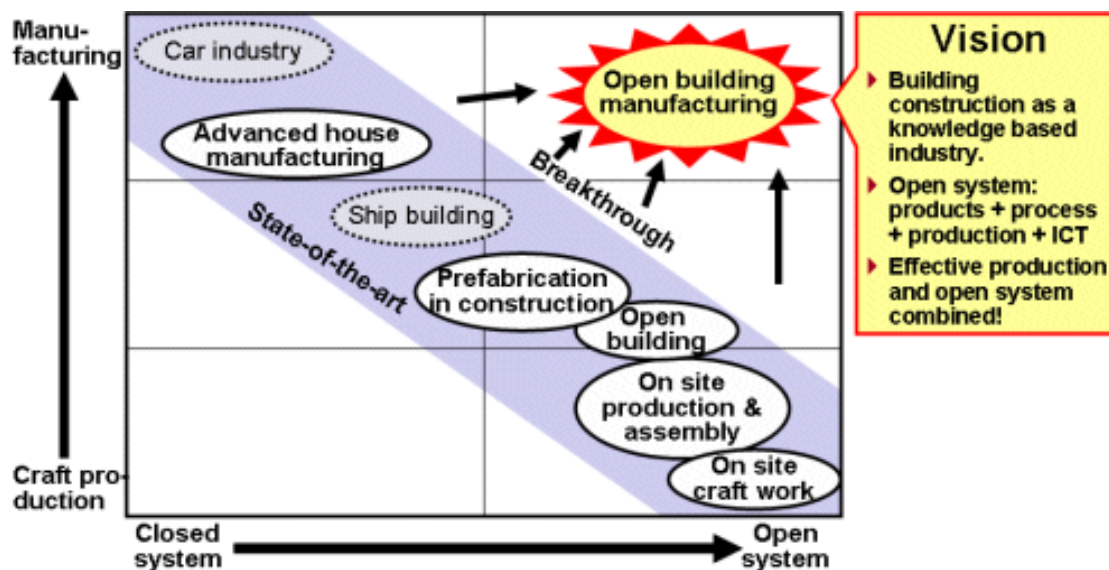 Manu-
facturing
Car industry
Advanced house
manufacturing
Ship building
State-of-the-art
Prefabrication
in construction
Open
building
On site
production &
assembly
On site
craft work
Breakthrough
Open building
manufacturing
Vision
Building
construction as a
knowledge based
industry.
Open system:
products + process
+ production + ICT
Effective production
and open system
combined!
Craft pro-
duction
Closed
system
Open
system